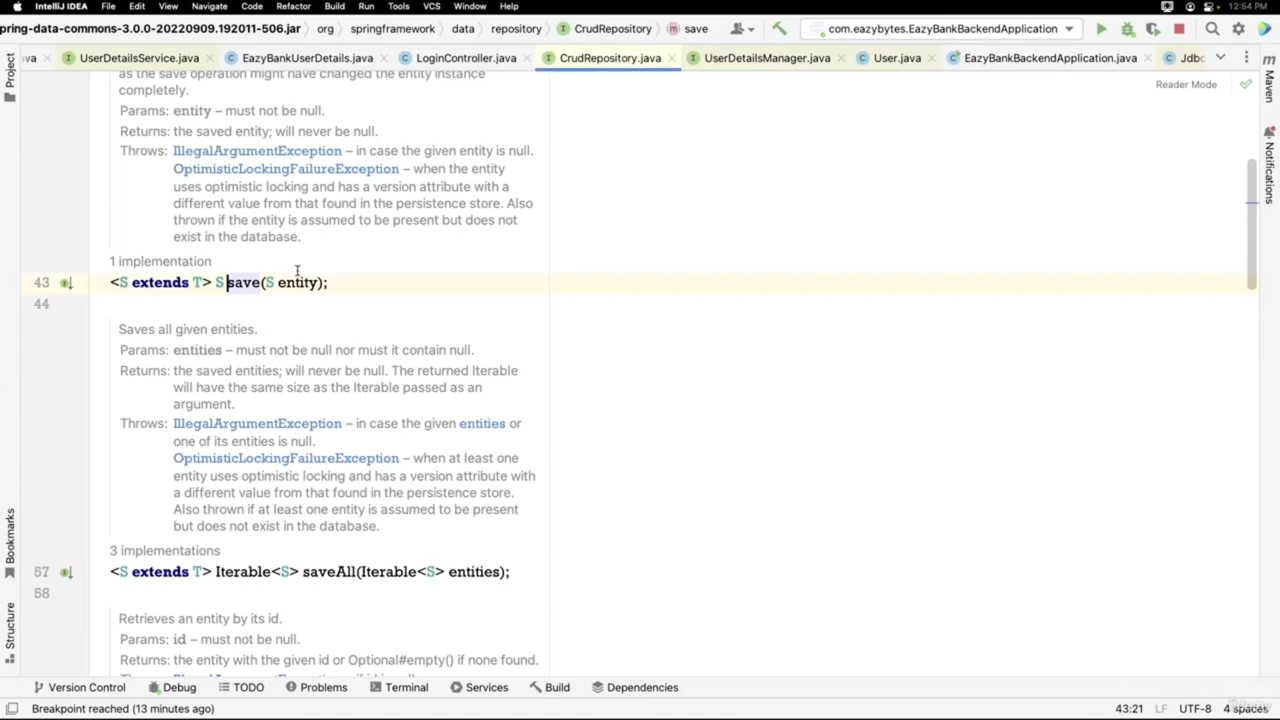 IntelliJ IDEA File Edit View Navigate Code Refactor Build Run Tools VCS Window Help 12:54 PM
pring-data-commons-3.0.0-20220909.192011-506.jar org springframework data repository CrudRepository save com.eazybytes.EazyBankBackendApplication
va UserDetailsService.java EazyBankUserDetails.java LoginController.java CrudRepository.java UserDetailsManager.java User.java EazyBankBackendApplication.java Jdbc
Reader Mode
Project
Bookmarks
Structure
Maven
Notifications
as the save operation might have changed the entity instance
completely.
Params: entity – must not be null.
Returns: the saved entity; will never be null.
Throws: IllegalArgumentException – in case the given entity is null.
OptimisticLockingFailureException – when the entity
uses optimistic locking and has a version attribute with a
different value from that found in the persistence store. Also
thrown if the entity is assumed to be present but does not
exist in the database.
1 implementation
43 <S extends T> S save(S entity);
44
Saves all given entities.
Params: entities – must not be null nor must it contain null.
Returns: the saved entities; will never be null. The returned Iterable
will have the same size as the Iterable passed as an
argument.
Throws: IllegalArgumentException – in case the given entities or
one of its entities is null.
OptimisticLockingFailureException – when at least one
entity uses optimistic locking and has a version attribute with
a different value from that found in the persistence store.
Also thrown if at least one entity is assumed to be present
but does not exist in the database.
3 implementations
57 <S extends T> Iterable<S> saveAll(Iterable<S> entities);
58
Retrieves an entity by its id.
Params: id – must not be null.
Returns: the entity with the given id or Optional#empty() if none found.
Version Control Debug TODO Problems Terminal Services Build Dependencies
Breakpoint reached (13 minutes ago) 43:21 LF UTF-8 4 spaces